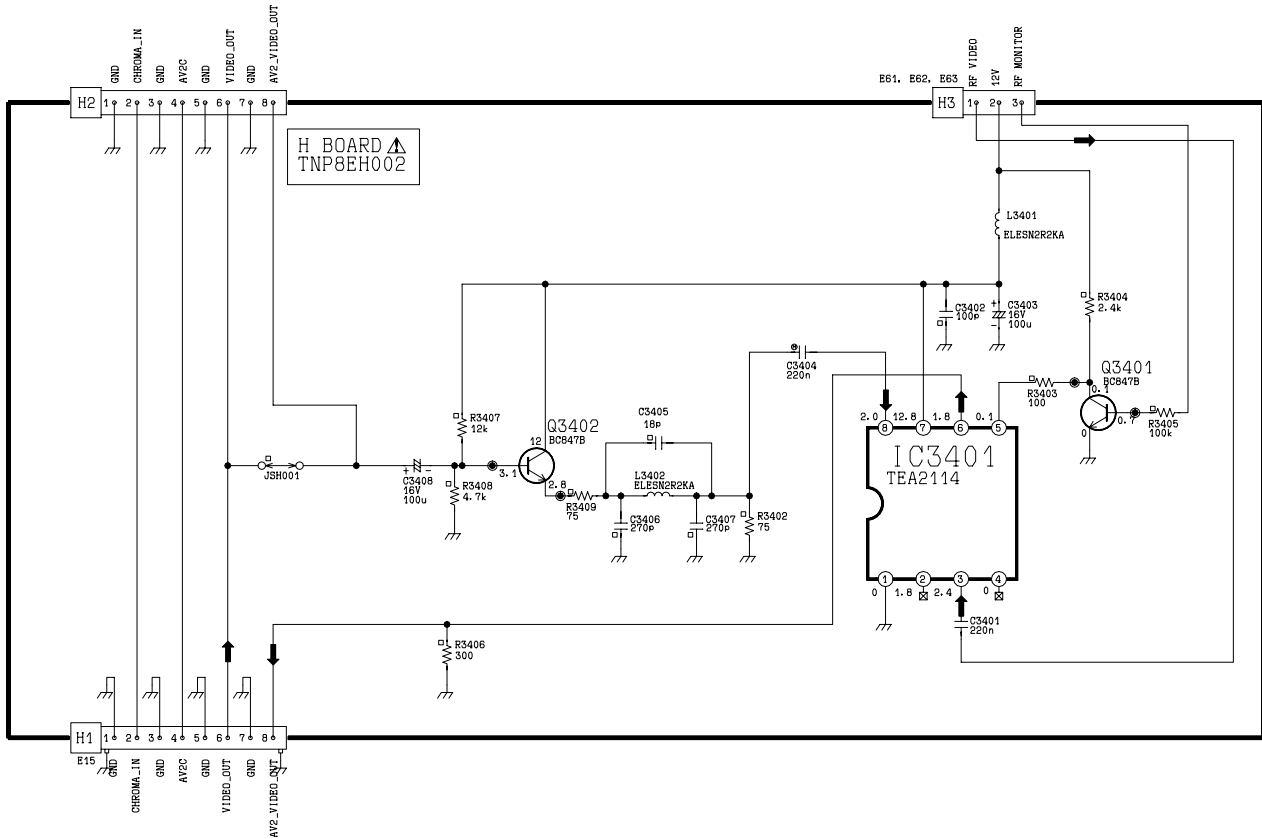 GND
CHROMA_IN
GND
AV2C
GND
VIDEO_OUT
GND
AV2_VIDEO_OUT
E61, E62, E63
RF VIDEO
12V
RF MONITOR
H2 1 2 3 4 5 6 7 8
H3 1 2 3
H BOARD
TNP8EH002
L3401
ELESN2R2KA
R3404
2.4k
C3402
100p
C3403
16V
100u
+
-
C3404
220n
Q3401
BC847B
0.1
0.7
0
R3403
100
R3405
100k
R3407
12k
Q3402
BC847B
12
3.1
2.8
C3405
18p
L3402
ELESN2R2KA
JSH001
+ -
C3408
16V
100u
R3408
4.7k
R3409
75
C3406
270p
C3407
270p
R3402
75
2.0 12.8 1.8 0.1
8 7 6 5
IC3401
TEA2114
1 2 3 4
0 1.8 2.4 0
C3401
220n
R3406
300
H1 1 2 3 4 5 6 7 8
E15
GND
CHROMA_IN
GND
AV2C
GND
VIDEO_OUT
GND
AV2_VIDEO_OUT